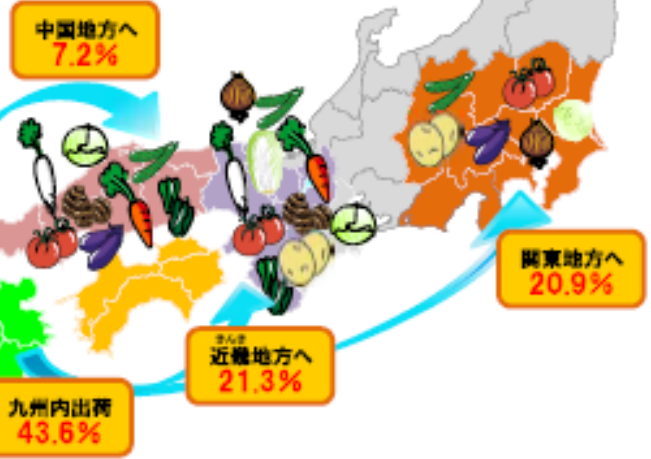 中国地方へ
7.2%
関東地方へ
20.9%
きんき
近畿地方へ
21.3%
九州内出荷
43.6%